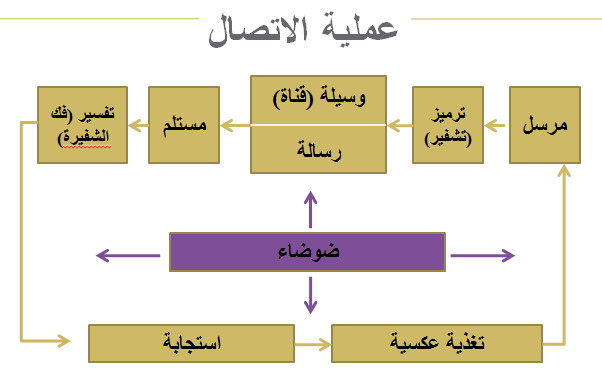 عملية الاتصال
مرسل
ترميز
(تشفير)
وسيلة (قناة)
رسالة
مستلم
تفسير (فك
الشفيرة)
ضوضاء
استجابة
تغذية عكسية